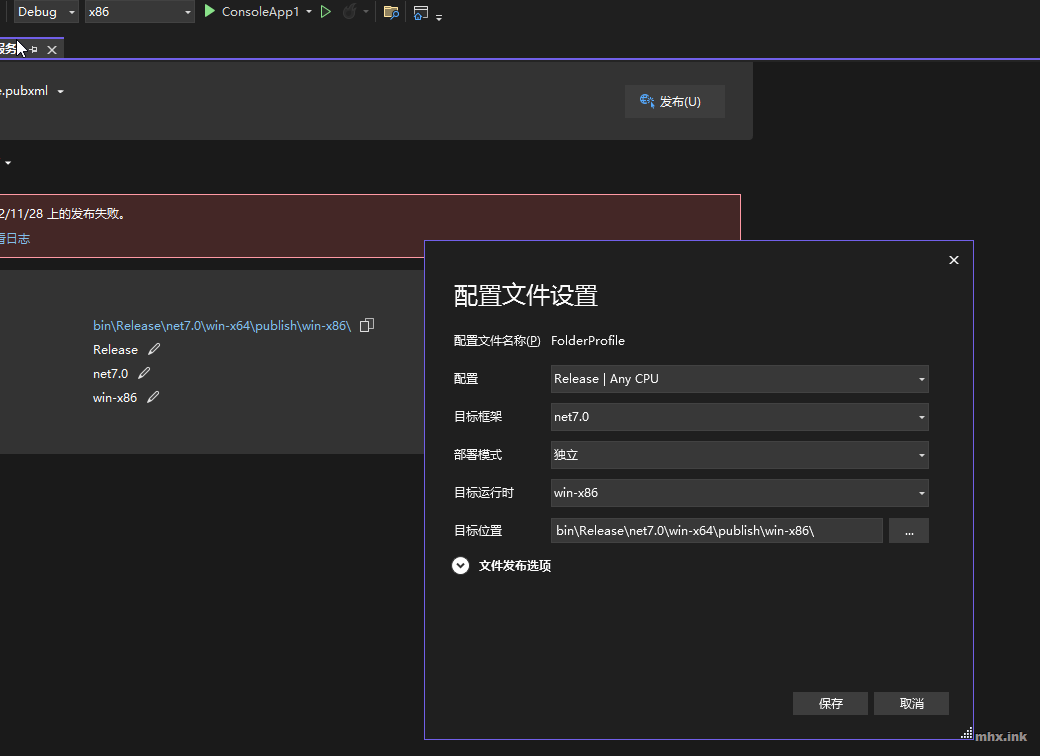 Debug x86 ConsoleApp1
服务
e.pubxml
发布(U)
2/11/28 上的发布失败。
看日志
配置文件设置
bin\Release\net7.0\win-x64\publish\win-x86\
Release
net7.0
win-x86
配置文件名称(P) FolderProfile
配置 Release | Any CPU
目标框架 net7.0
部署模式 独立
目标运行时 win-x86
目标位置 bin\Release\net7.0\win-x64\publish\win-x86\ ...
文件发布选项
保存 取消
mhx.ink